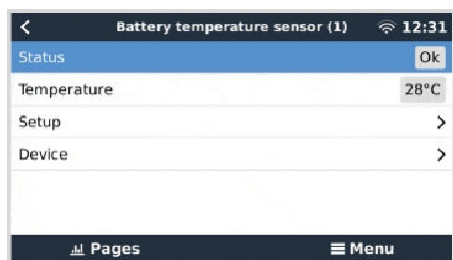 Battery temperature sensor (1) 12:31
Status Ok
Temperature 28°C
Setup
Device
Pages Menu